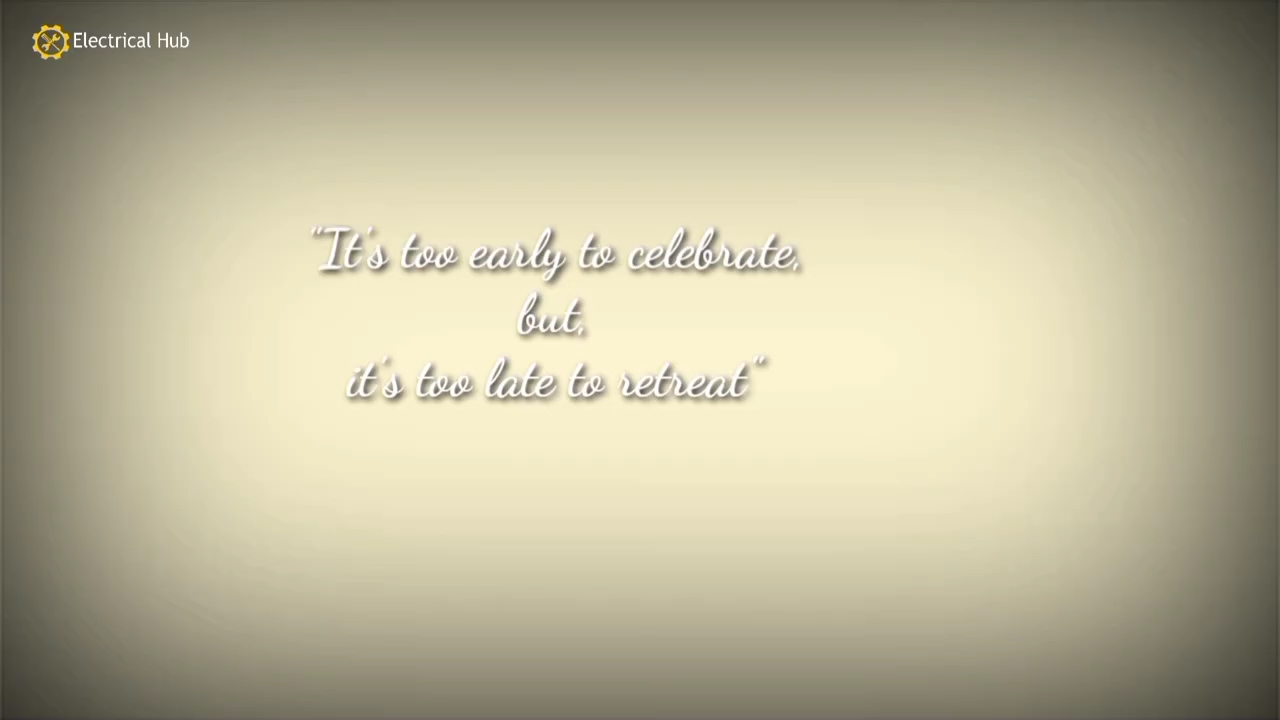 Electrical Hub
"It's too early to celebrate,
but,
it's too late to retreat"